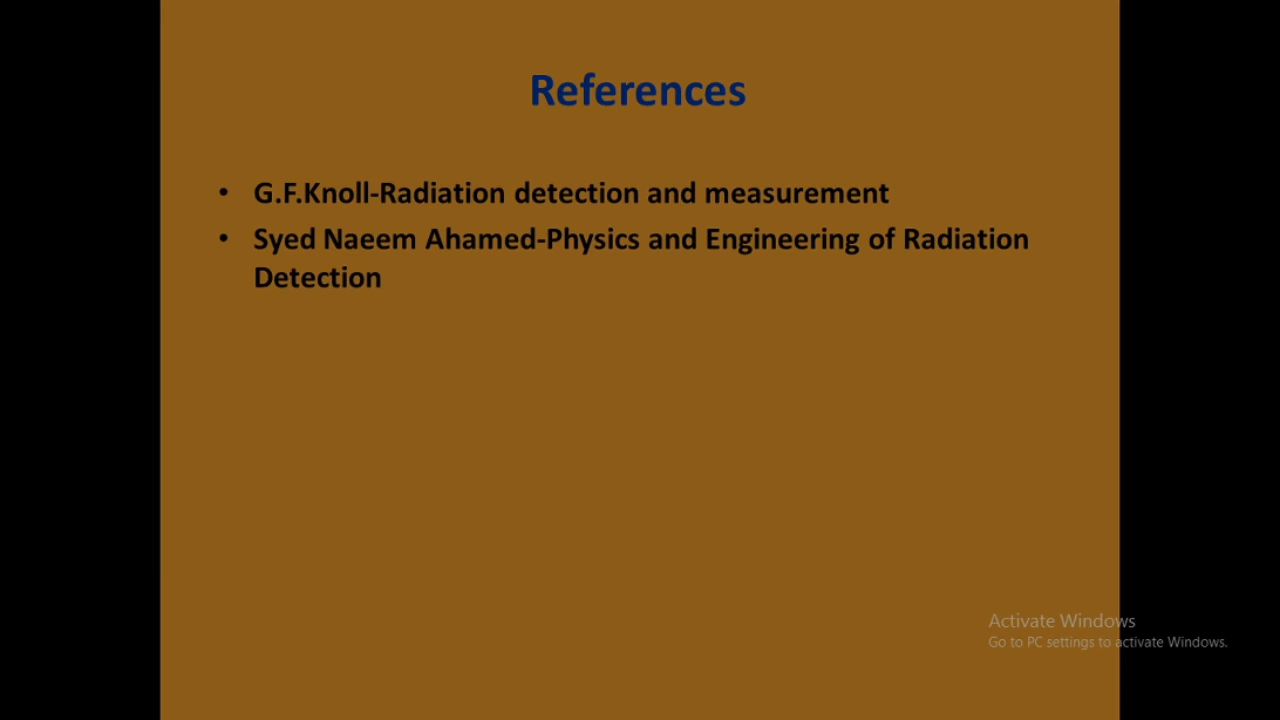 References
• G.F.Knoll-Radiation detection and measurement
• Syed Naeem Ahamed-Physics and Engineering of Radiation
Detection
Activate Windows
Go to PC settings to activate Windows.